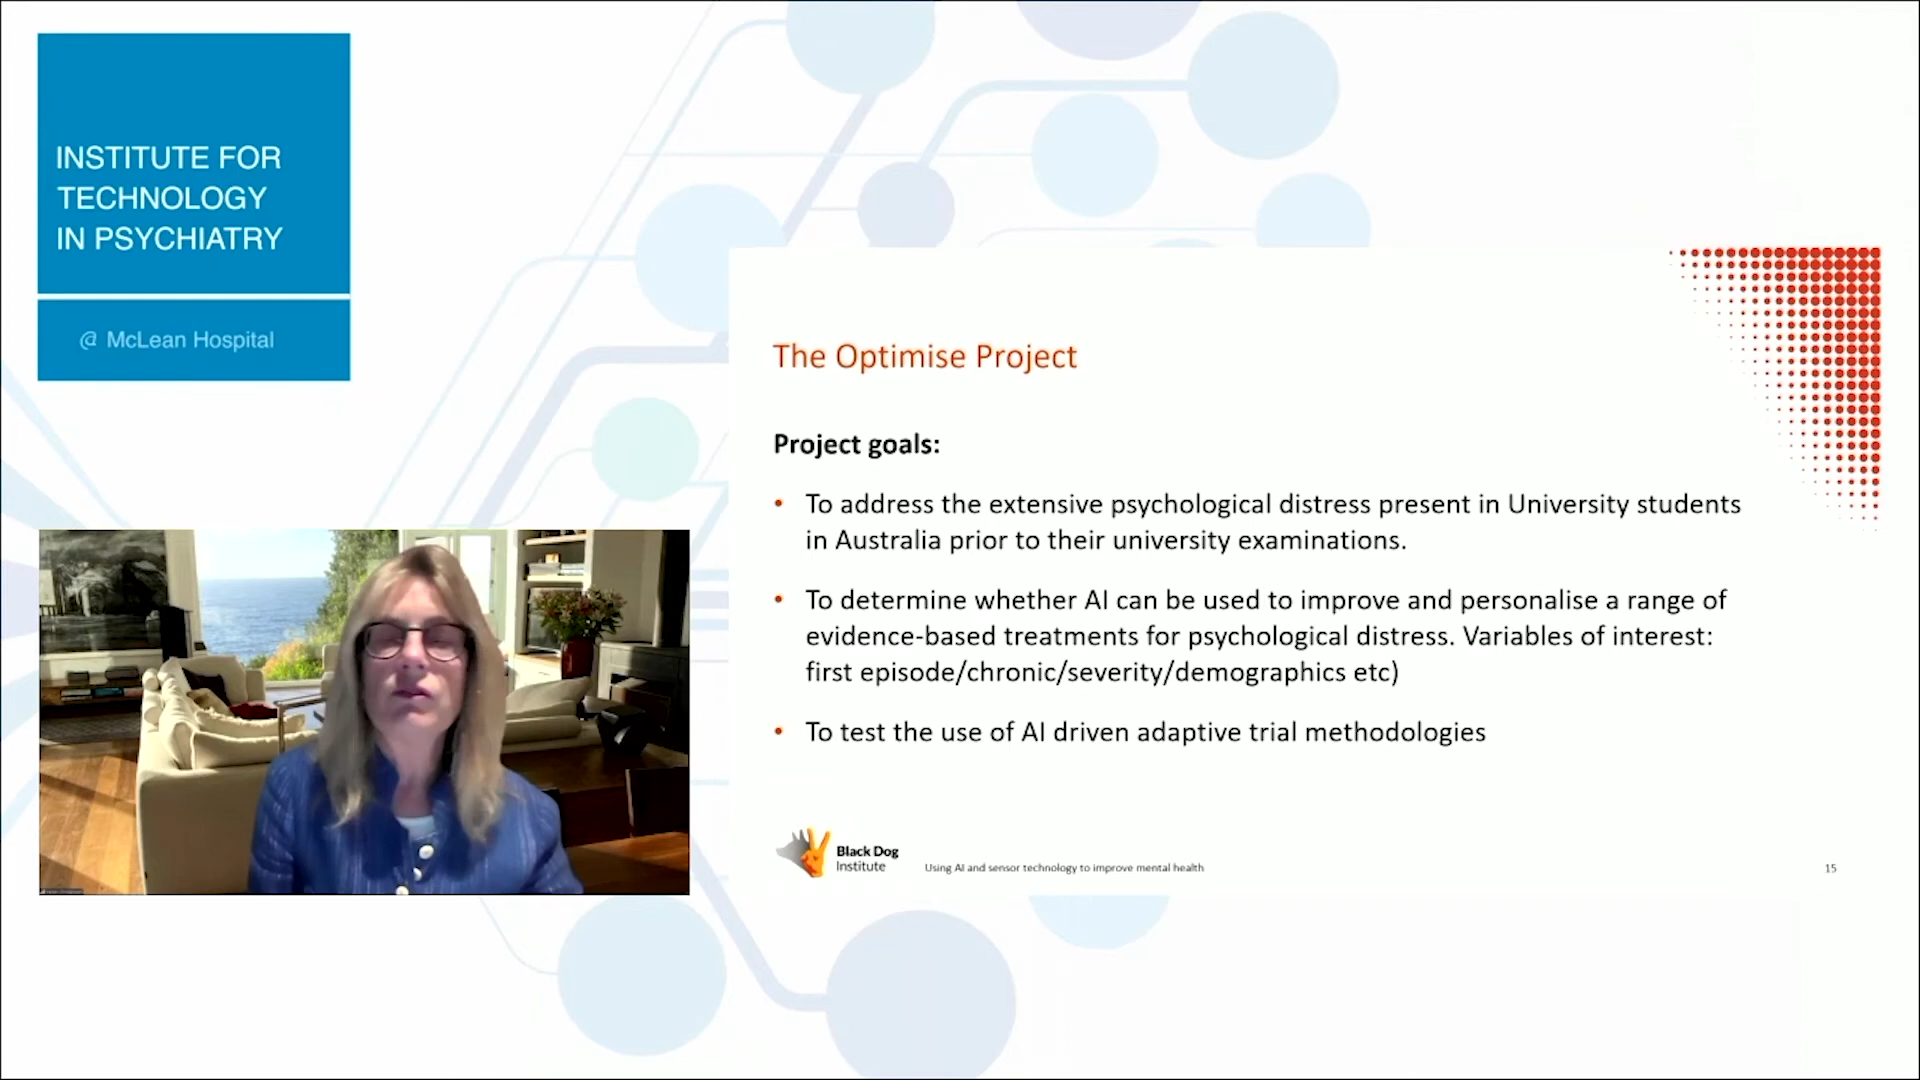 INSTITUTE FOR
TECHNOLOGY
IN PSYCHIATRY
@ McLean Hospital
The Optimise Project
Project goals:
• To address the extensive psychological distress present in University students
in Australia prior to their university examinations.
• To determine whether AI can be used to improve and personalise a range of
evidence-based treatments for psychological distress. Variables of interest:
first episode/chronic/severity/demographics etc)
• To test the use of AI driven adaptive trial methodologies
Black Dog
Institute
Using AI and sensor technology to improve mental health
15